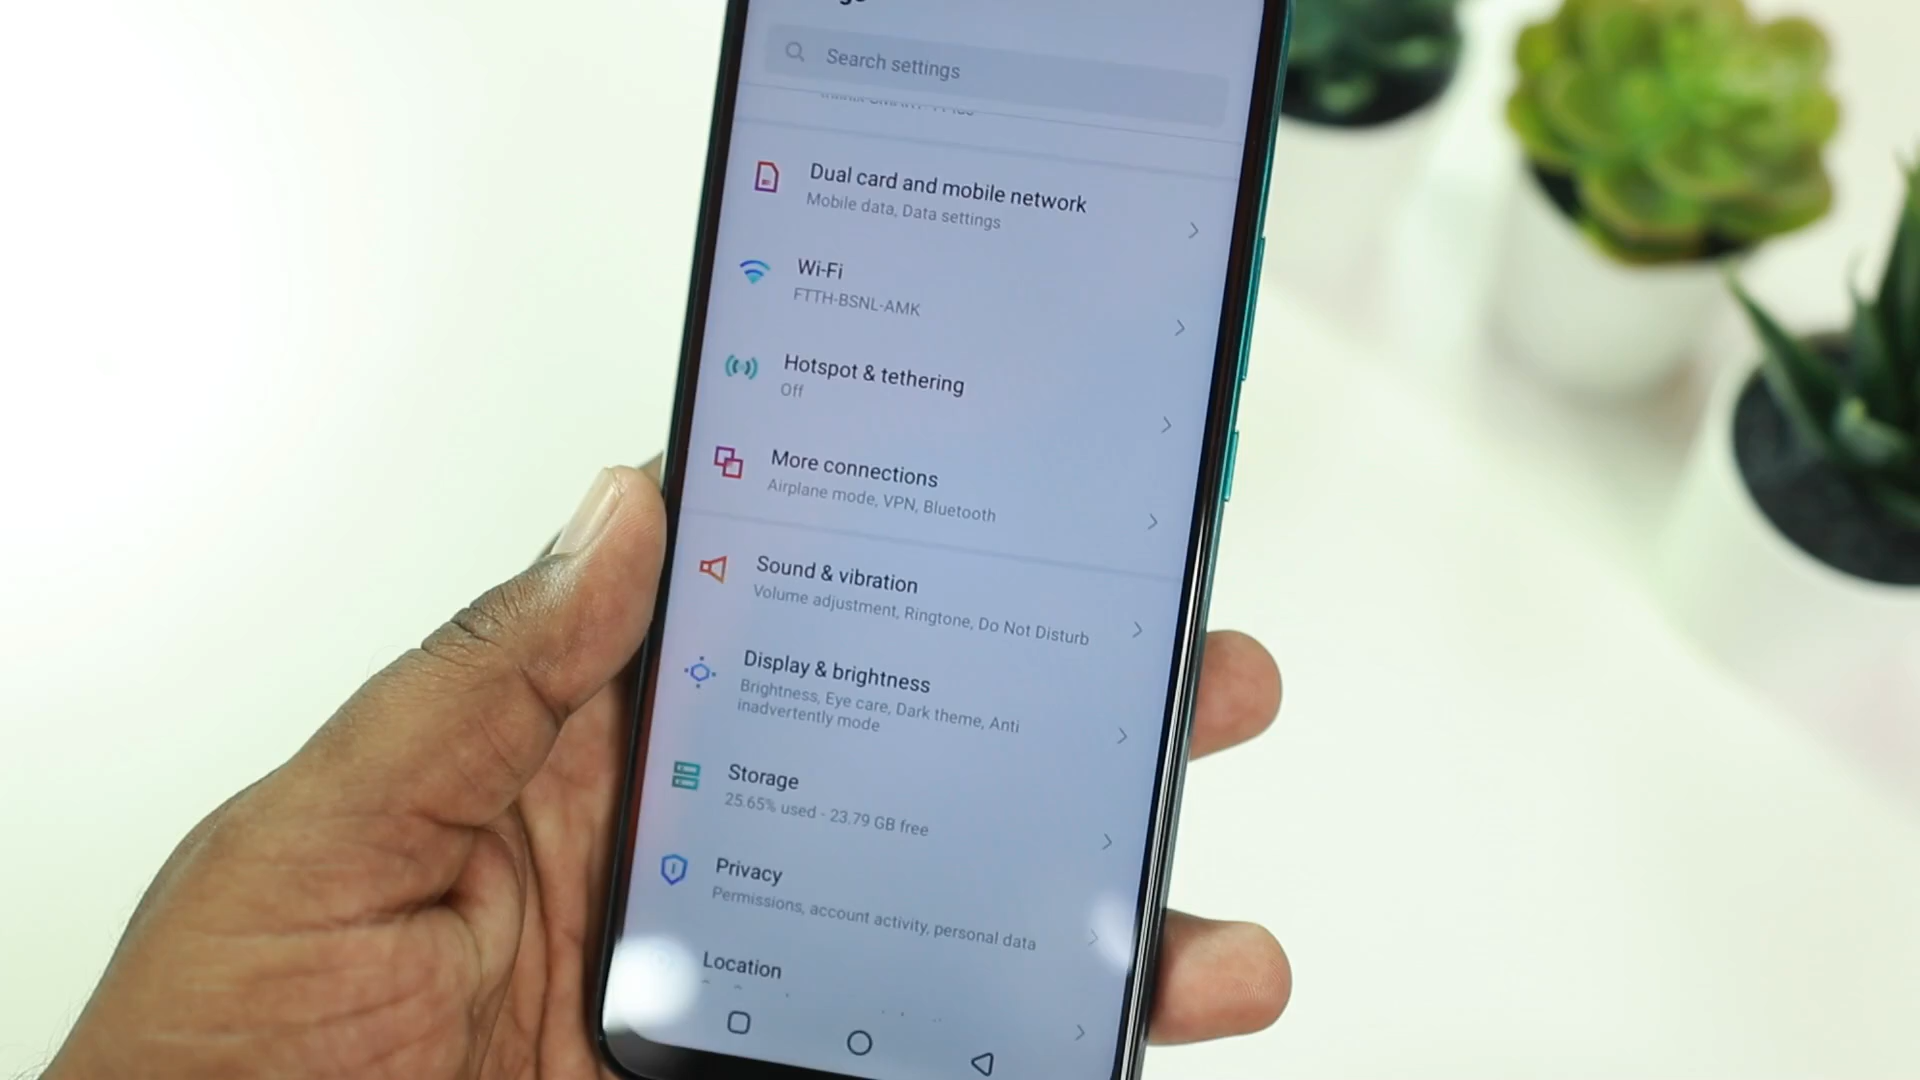 Search settings
Dual card and mobile network
Mobile data, Data settings
Wi-Fi
FTTH-BSNL-AMK
Hotspot & tethering
Off
More connections
Airplane mode, VPN, Bluetooth
Sound & vibration
Volume adjustment, Ringtone, Do Not Disturb
Display & brightness
Brightness, Eye care, Dark theme, Anti
inadvertently mode
Storage
25.65% used - 23.79 GB free
Privacy
Permissions, account activity, personal data
Location